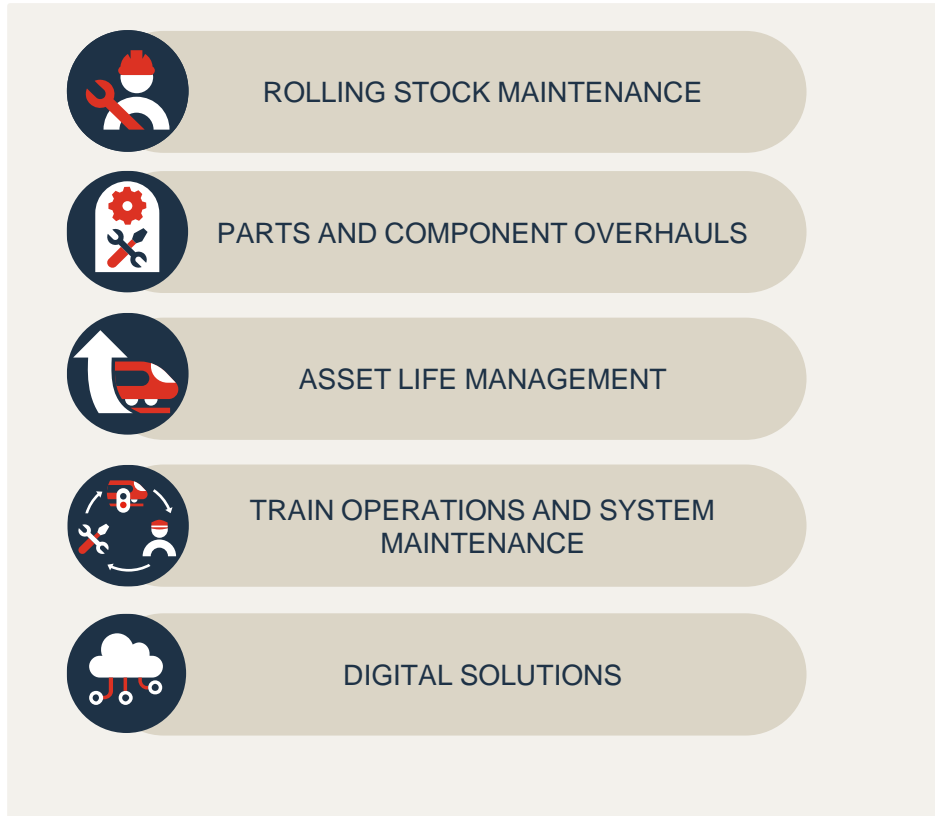 ROLLING STOCK MAINTENANCE
PARTS AND COMPONENT OVERHAULS
ASSET LIFE MANAGEMENT
TRAIN OPERATIONS AND SYSTEM
MAINTENANCE
DIGITAL SOLUTIONS